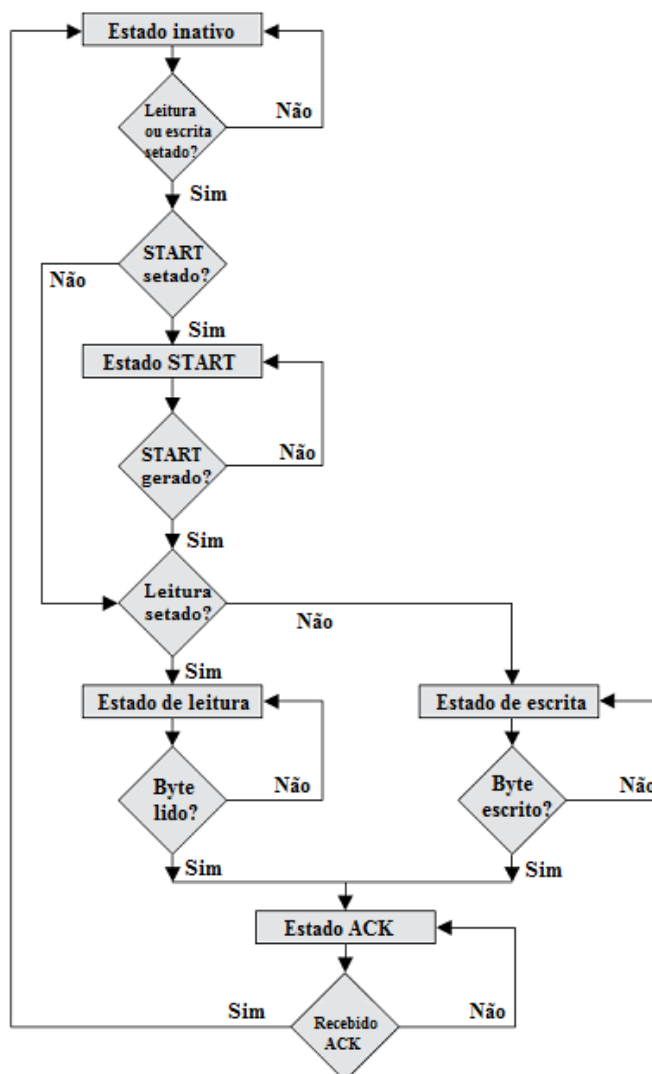 Estado inativo
Leitura
ou escrita
setado?
Não
Sim
START
setado?
Não
Sim
Estado START
START
gerado?
Não
Sim
Leitura
setado?
Não
Sim
Estado de leitura
Estado de escrita
Byte
lido?
Não
Byte
escrito?
Não
Sim
Sim
Estado ACK
Sim
Recebido
ACK
Não